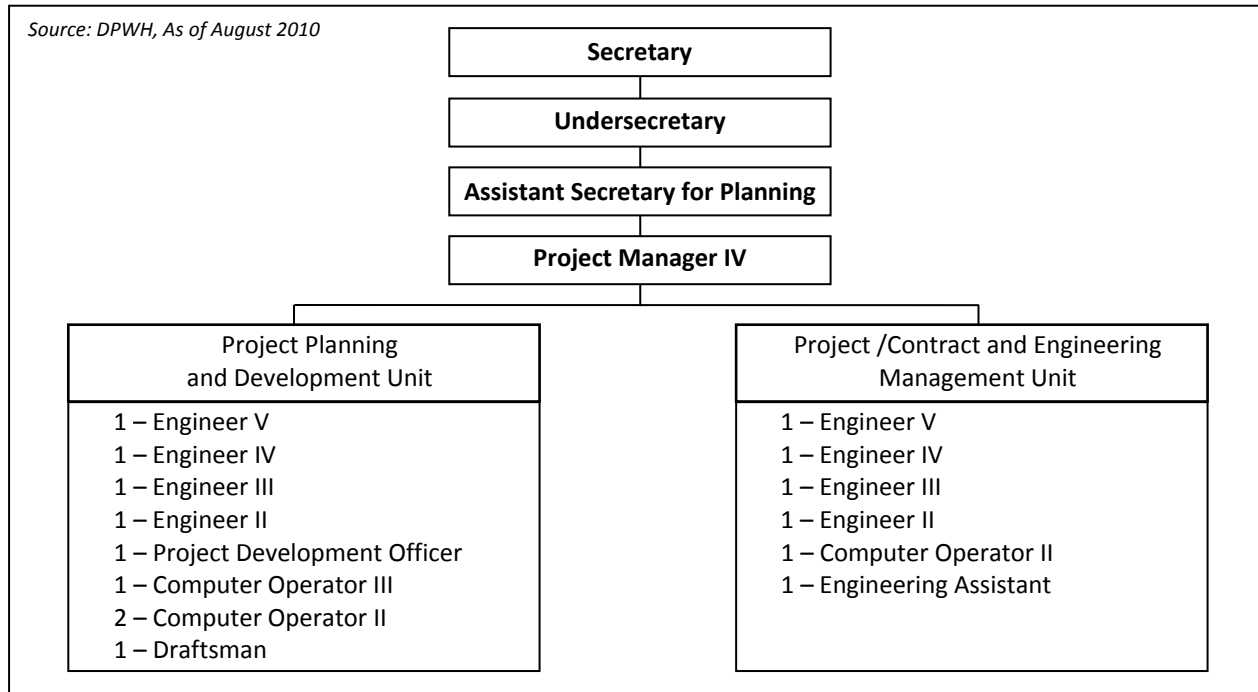 Source: DPWH, As of August 2010
Secretary
Undersecretary
Assistant Secretary for Planning
Project Manager IV
Project Planning
and Development Unit
1 – Engineer V
1 – Engineer IV
1 – Engineer III
1 – Engineer II
1 – Project Development Officer
1 – Computer Operator III
2 – Computer Operator II
1 – Draftsman
Project /Contract and Engineering
Management Unit
1 – Engineer V
1 – Engineer IV
1 – Engineer III
1 – Engineer II
1 – Computer Operator II
1 – Engineering Assistant